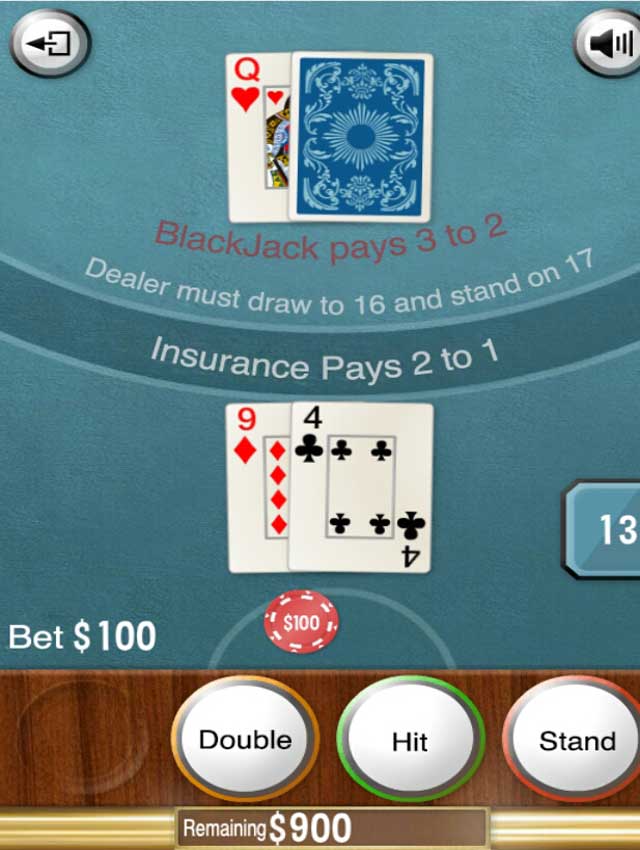 Q
BlackJack pays 3 to 2
Dealer must draw to 16 and stand on 17
Insurance Pays 2 to 1
9
4
4
13
$100
Bet $100
Double
Hit
Stand
Remaining $900